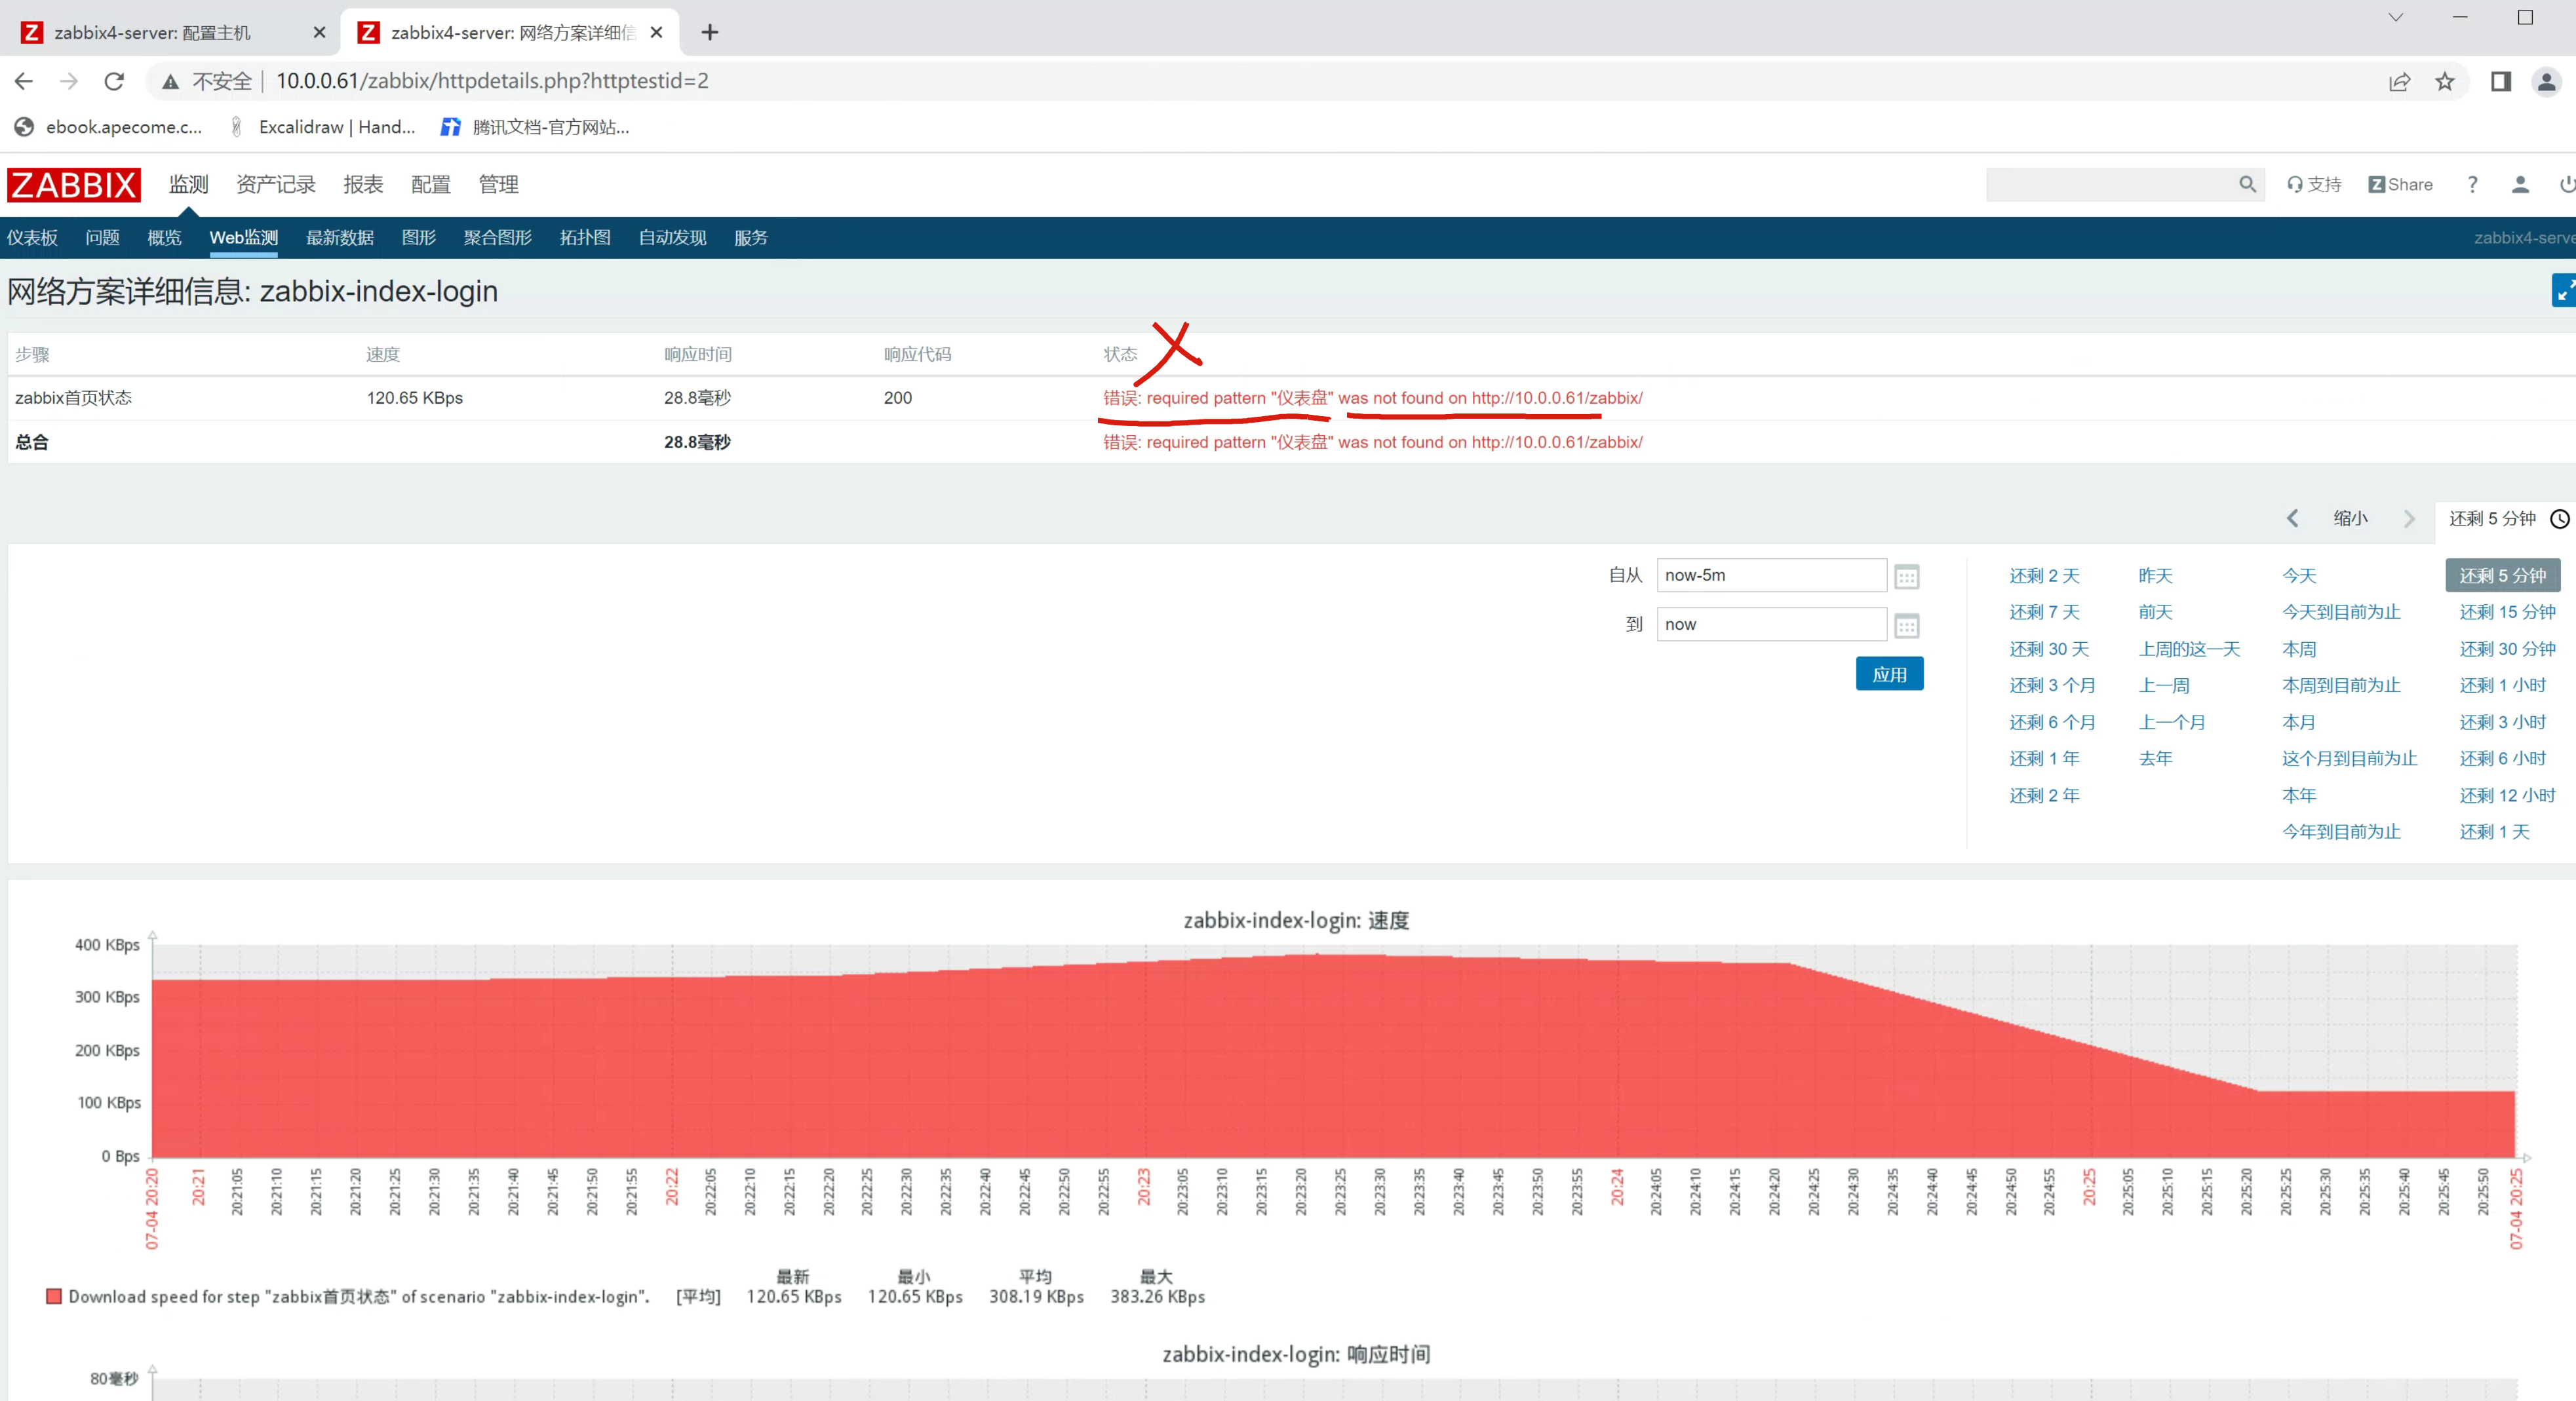 zabbix4-server: 配置主机
zabbix4-server: 网络方案详细信
不安全 10.0.0.61/zabbix/httpdetails.php?httptestid=2
ebook.apecome.c... Excalidraw | Hand... 腾讯文档-官方网站...
ZABBIX 监测 资产记录 报表 配置 管理 支持 Z Share ?
仪表板 问题 概览 Web监测 最新数据 图形 聚合图形 拓扑图 自动发现 服务 zabbix4-serve
网络方案详细信息: zabbix-index-login
步骤 速度 响应时间 响应代码 状态
zabbix首页状态 120.65 KBps 28.8毫秒 200 错误: required pattern "仪表盘" was not found on http://10.0.0.61/zabbix/
总合 28.8毫秒 错误: required pattern "仪表盘" was not found on http://10.0.0.61/zabbix/
缩小 还剩 5 分钟
自从 now-5m
到 now
应用
还剩 2 天 昨天 今天 还剩 5 分钟
还剩 7 天 前天 今天到目前为止 还剩 15 分钟
还剩 30 天 上周的这一天 本周 还剩 30 分钟
还剩 3 个月 上一周 本周到目前为止 还剩 1 小时
还剩 6 个月 上一个月 本月 还剩 3 小时
还剩 1 年 去年 这个月到目前为止 还剩 6 小时
还剩 2 年 本年 还剩 12 小时
今年到目前为止 还剩 1 天
zabbix-index-login: 速度
400 KBps
300 KBps
200 KBps
100 KBps
0 Bps
07-04 20:20 20:21 20:21:05 20:21:10 20:21:15 20:21:20 20:21:25 20:21:30 20:21:35 20:21:40 20:21:45 20:21:50 20:21:55 20:22 20:22:05 20:22:10 20:22:15 20:22:20 20:22:25 20:22:30 20:22:35 20:22:40 20:22:45 20:22:50 20:22:55 20:23 20:23:05 20:23:10 20:23:15 20:23:20 20:23:25 20:23:30 20:23:35 20:23:40 20:23:45 20:23:50 20:23:55 20:24 20:24:05 20:24:10 20:24:15 20:24:20 20:24:25 20:24:30 20:24:35 20:24:40 20:24:45 20:24:50 20:24:55 20:25 20:25:05 20:25:10 20:25:15 20:25:20 20:25:25 20:25:30 20:25:35 20:25:40 20:25:45 20:25:50 07-04 20:25
最新 最小 平均 最大
Download speed for step "zabbix首页状态" of scenario "zabbix-index-login". [平均] 120.65 KBps 120.65 KBps 308.19 KBps 383.26 KBps
zabbix-index-login: 响应时间
80毫秒